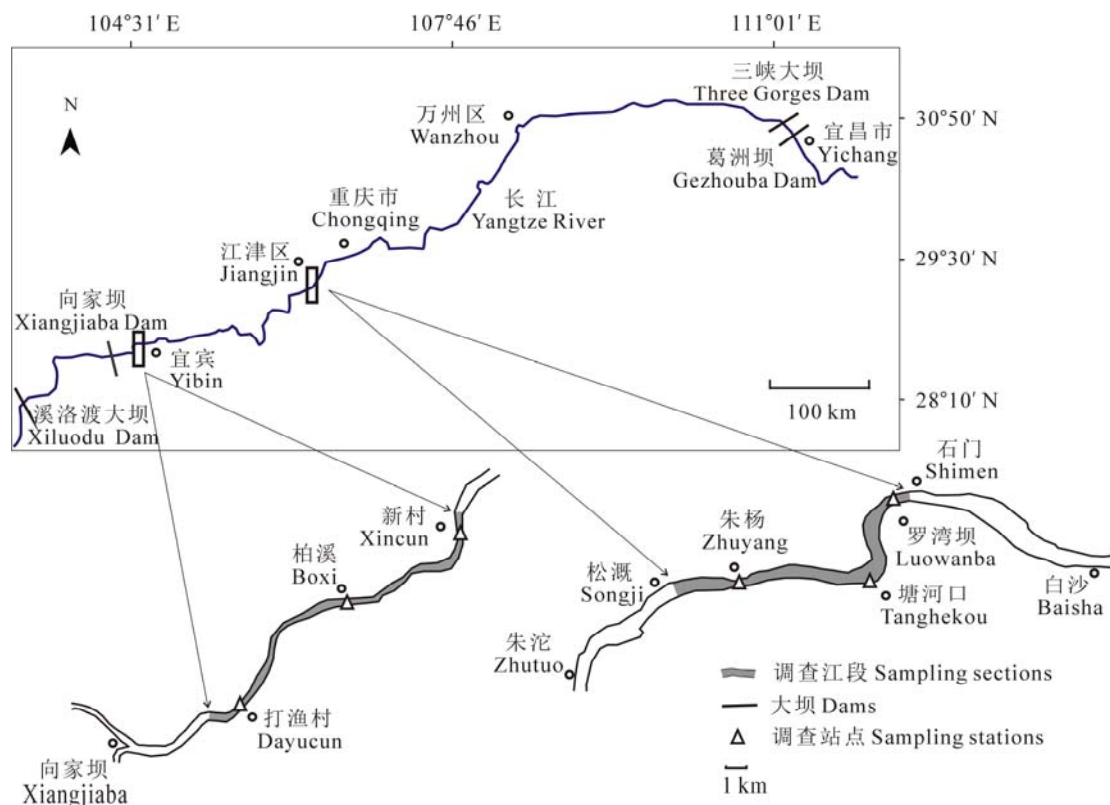 104°31′ E
107°46′ E
111°01′ E
N
三峡大坝
Three Gorges Dam
30°50′ N
万州区
Wanzhou
宜昌市
Yichang
葛洲坝
Gezhouba Dam
长江
Yangtze River
重庆市
Chongqing
江津区
Jiangjin
29°30′ N
向家坝
Xiangjiaba Dam
宜宾
Yibin
100 km
28°10′ N
溪洛渡大坝
Xiluodu Dam
石门
Shimen
新村
Xincun
朱杨
Zhuyang
罗湾坝
Luowanba
柏溪
Boxi
松溉
Songji
白沙
Baisha
塘河口
Tanghekou
朱沱
Zhutuo
调查江段 Sampling sections
大坝 Dams
打渔村
Dayucun
调查站点 Sampling stations
向家坝
Xiangjiaba
1 km